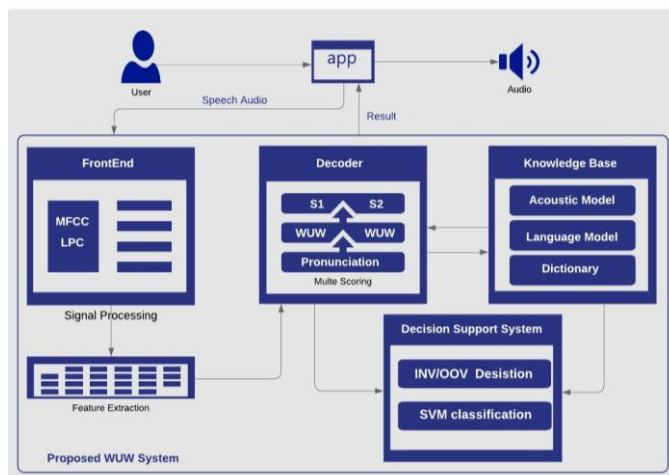 app
User
Audio
Speech Audio
Result
FrontEnd
MFCC
LPC
Signal Processing
Feature Extraction
Decoder
S1 S2
WUW WUW
Pronunciation
Multe Scoring
Knowledge Base
Acoustic Model
Language Model
Dictionary
Decision Support System
INV/OOV Desistion
SVM classification
Proposed WUW System